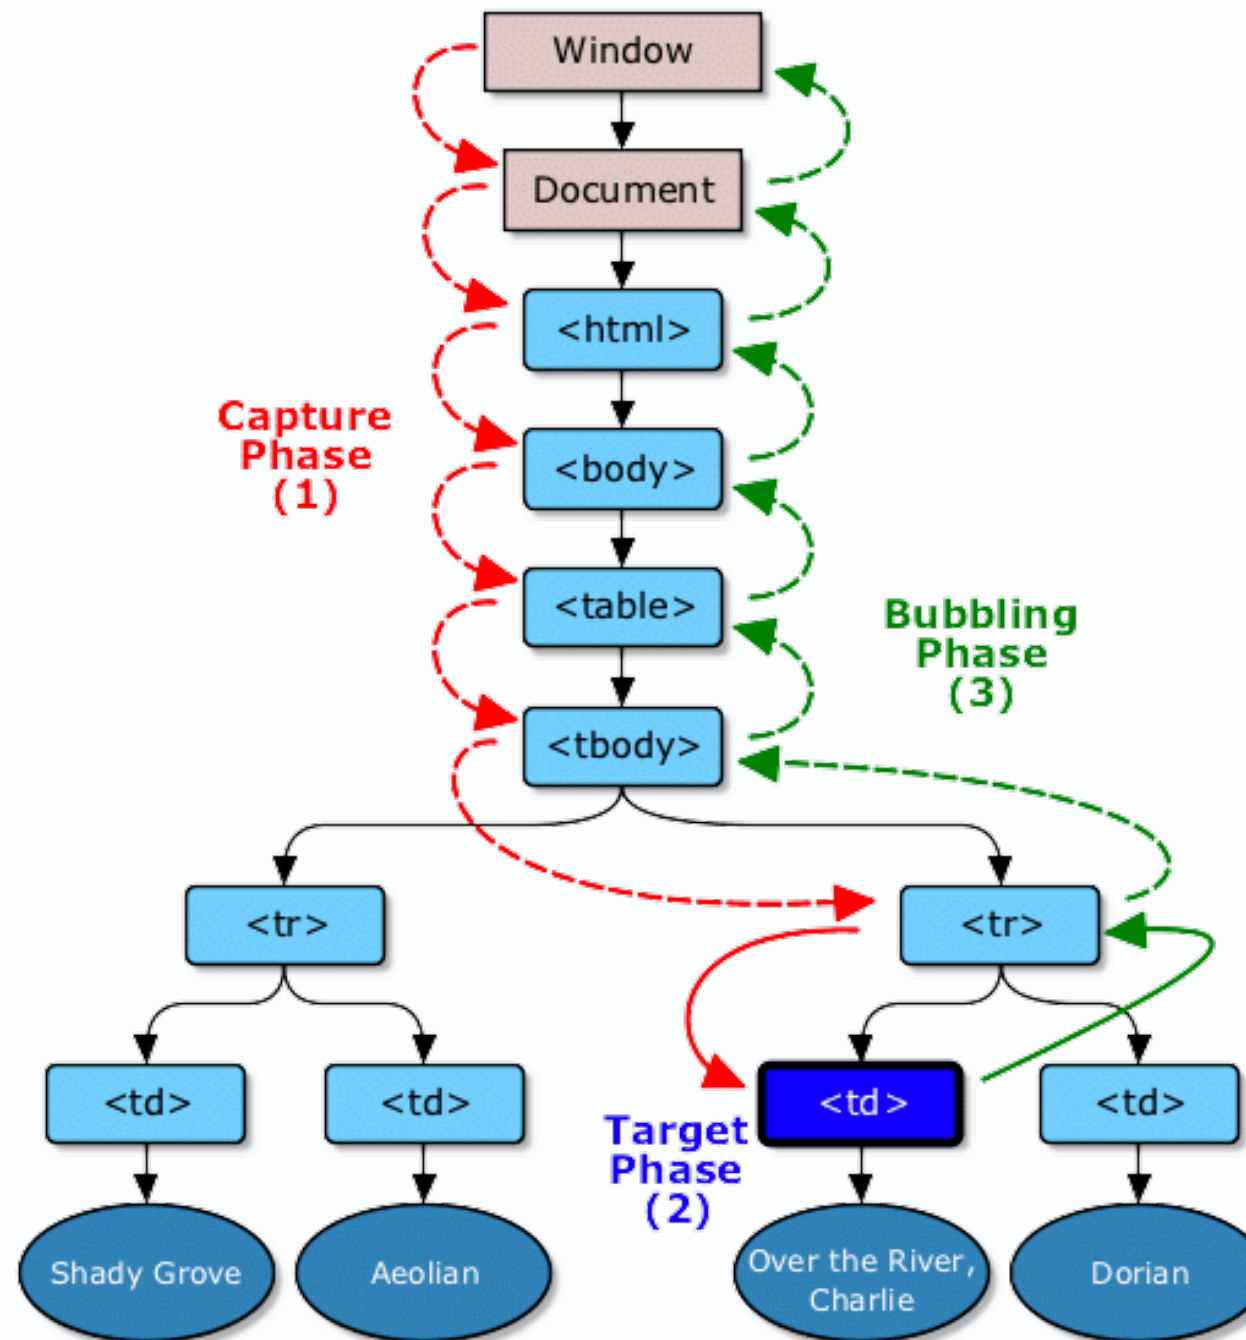 Window
Document
<html>
Capture
Phase
(1)
<body>
<table>
Bubbling
Phase
(3)
<tbody>
<tr>
<tr>
<td>
<td>
<td>
<td>
Target
Phase
(2)
Shady Grove
Aeolian
Over the River,
Charlie
Dorian